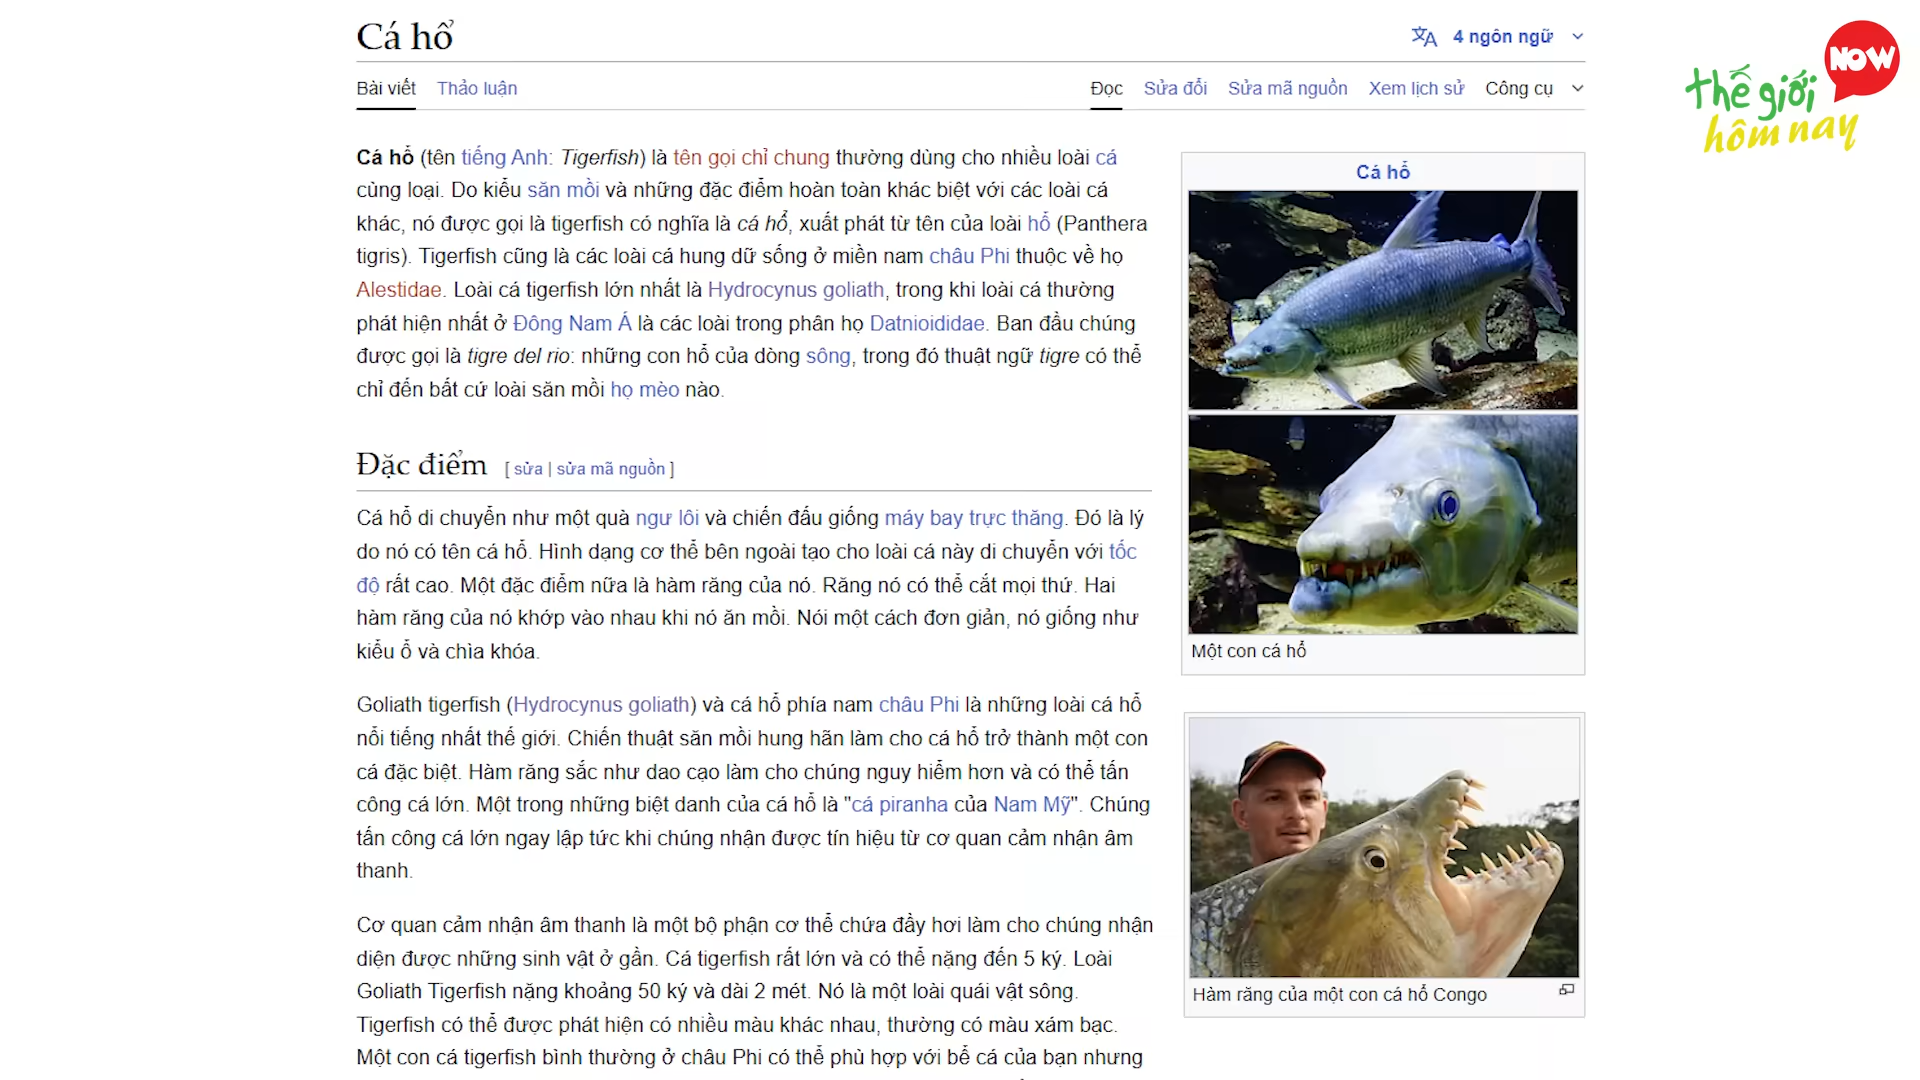 Cá hổ
4 ngôn ngữ
Bài viết
Thảo luận
Đọc
Sửa đổi
Sửa mã nguồn
Xem lịch sử
Công cụ
thế giới
hôm nay
NOW
Cá hổ (tên tiếng Anh: Tigerfish) là tên gọi chỉ chung thường dùng cho nhiều loài cá
cùng loại. Do kiểu săn mồi và những đặc điểm hoàn toàn khác biệt với các loài cá
khác, nó được gọi là tigerfish có nghĩa là cá hổ, xuất phát từ tên của loài hổ (Panthera
tigris). Tigerfish cũng là các loài cá hung dữ sống ở miền nam châu Phi thuộc về họ
Alestidae. Loài cá tigerfish lớn nhất là Hydrocynus goliath, trong khi loài cá thường
phát hiện nhất ở Đông Nam Á là các loài trong phân họ Datnioididae. Ban đầu chúng
được gọi là tigre del rio: những con hổ của dòng sông, trong đó thuật ngữ tigre có thể
chỉ đến bất cứ loài săn mồi họ mèo nào.
Đặc điểm [ sửa | sửa mã nguồn ]
Cá hổ di chuyển như một quả ngư lôi và chiến đấu giống máy bay trực thăng. Đó là lý
do nó có tên cá hổ. Hình dạng cơ thể bên ngoài tạo cho loài cá này di chuyển với tốc
độ rất cao. Một đặc điểm nữa là hàm răng của nó. Răng nó có thể cắt mọi thứ. Hai
hàm răng của nó khớp vào nhau khi nó ăn mồi. Nói một cách đơn giản, nó giống như
kiểu ổ và chìa khóa.
Goliath tigerfish (Hydrocynus goliath) và cá hổ phía nam châu Phi là những loài cá hổ
nổi tiếng nhất thế giới. Chiến thuật săn mồi hung hãn làm cho cá hổ trở thành một con
cá đặc biệt. Hàm răng sắc như dao cạo làm cho chúng nguy hiểm hơn và có thể tấn
công cá lớn. Một trong những biệt danh của cá hổ là "cá piranha của Nam Mỹ". Chúng
tấn công cá lớn ngay lập tức khi chúng nhận được tín hiệu từ cơ quan cảm nhận âm
thanh.
Cơ quan cảm nhận âm thanh là một bộ phận cơ thể chứa đầy hơi làm cho chúng nhận
diện được những sinh vật ở gần. Cá tigerfish rất lớn và có thể nặng đến 5 ký. Loài
Goliath Tigerfish nặng khoảng 50 ký và dài 2 mét. Nó là một loài quái vật sông.
Tigerfish có thể được phát hiện có nhiều màu khác nhau, thường có màu xám bạc.
Một con cá tigerfish bình thường ở châu Phi có thể phù hợp với bể cá của bạn nhưng
Cá hổ
Một con cá hổ
Hàm răng của một con cá hổ Congo